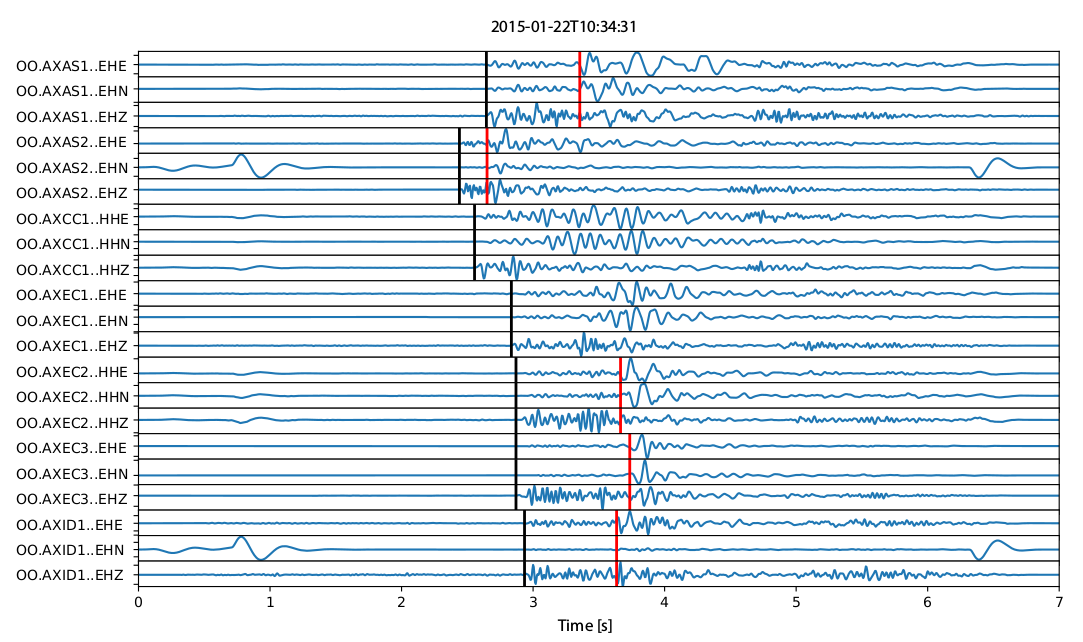 2015-01-22T10:34:31
OO.AXAS1..EHE
OO.AXAS1..EHN
OO.AXAS1..EHZ
OO.AXAS2..EHE
OO.AXAS2..EHN
OO.AXAS2..EHZ
OO.AXCC1..HHE
OO.AXCC1..HHN
OO.AXCC1..HHZ
OO.AXEC1..EHE
OO.AXEC1..EHN
OO.AXEC1..EHZ
OO.AXEC2..HHE
OO.AXEC2..HHN
OO.AXEC2..HHZ
OO.AXEC3..EHE
OO.AXEC3..EHN
OO.AXEC3..EHZ
OO.AXID1..EHE
OO.AXID1..EHN
OO.AXID1..EHZ
0 1 2 3 4 5 6 7
Time [s]